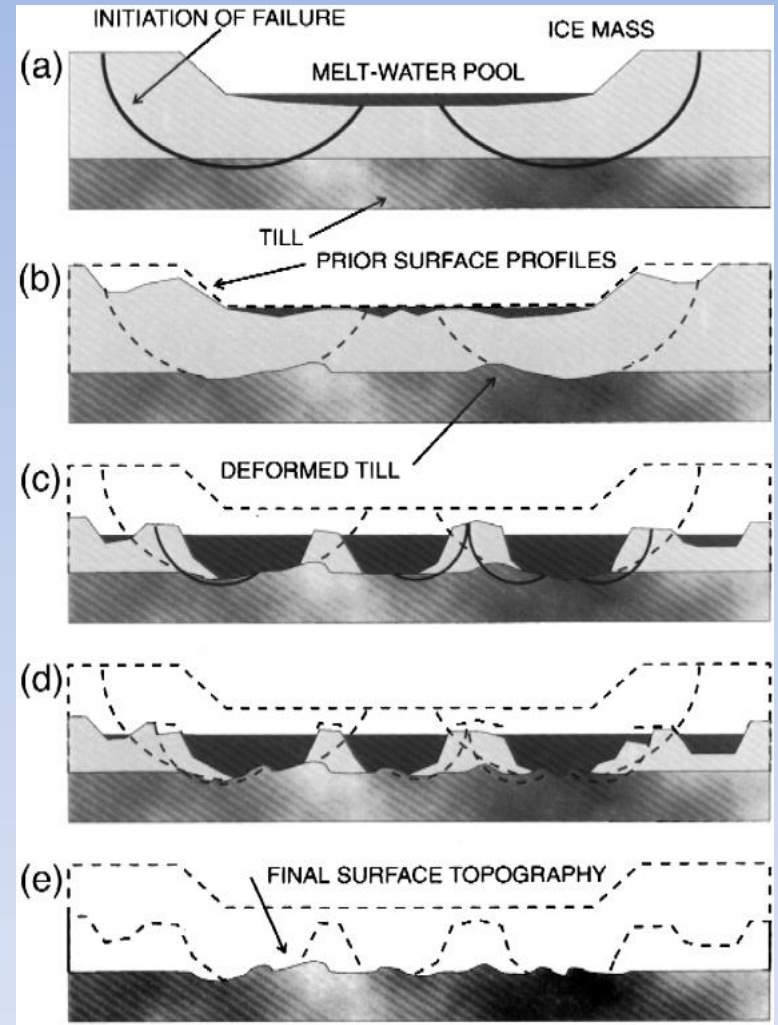 INITIATION OF FAILURE
ICE MASS
(a)
MELT-WATER POOL
TILL
(b)
PRIOR SURFACE PROFILES
DEFORMED TILL
(c)
(d)
(e)
FINAL SURFACE TOPOGRAPHY